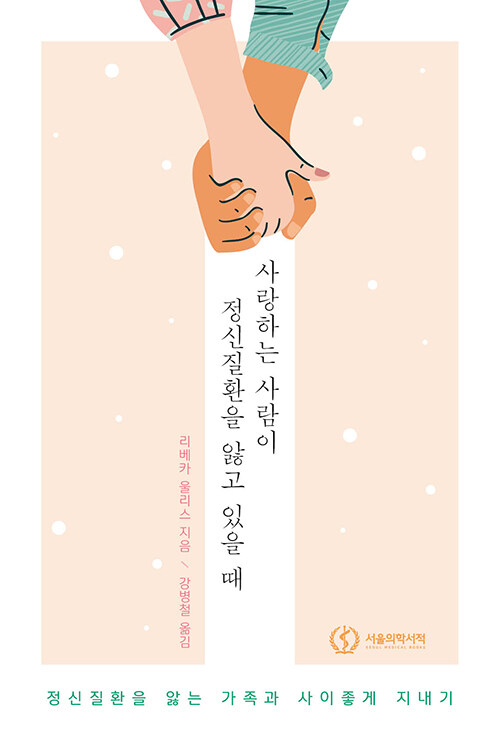 사랑하는 사람이
정신질환을 앓고 있을 때
리베카 울리스 지음 \ 강병철 옮김
서울의학서적
SEOUL MEDICAL BOOKS
정신질환을 앓는 가족과 사이좋게 지내기